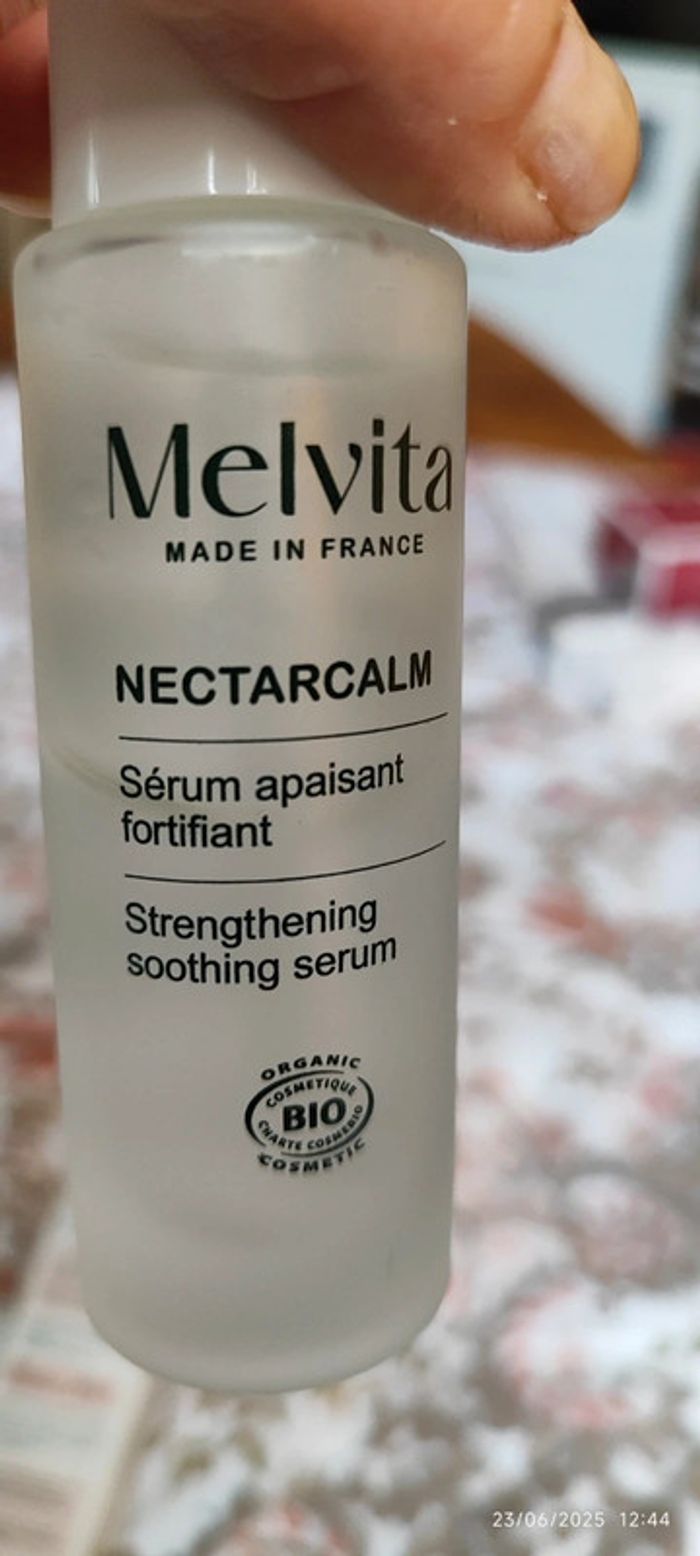 Melvita
MADE IN FRANCE
NECTARCALM
Sérum apaisant
fortifiant
Strengthening
soothing serum
ORGANIC
COSMETIQUE
BIO
CHARTE COSMEBIO
COSMETIC
23/06/2025 12:44